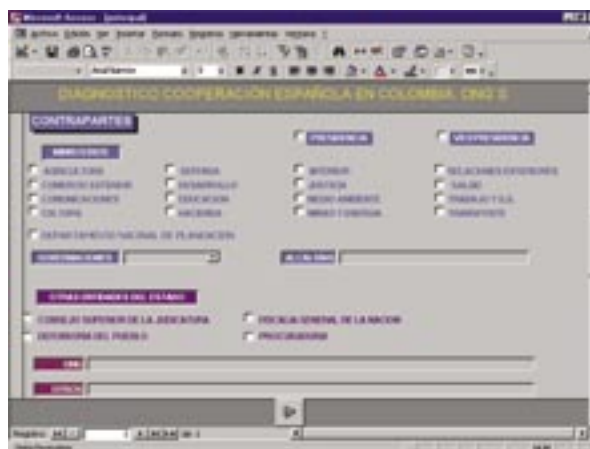 Microsoft Access - [principal]
Archivo Edición Ver Insertar Formato Registros Herramientas Ventana ?
DIAGNOSTICO COOPERACIÓN ESPAÑOLA EN COLOMBIA
CONTRAPARTES
PRESIDENCIA VICEPRESIDENCIA
MINISTERIOS
AGRICULTURA DEFENSA INTERIOR RELACIONES EXTERIORES
COMERCIO EXTERIOR DESARROLLO JUSTICIA SALUD
COMUNICACIONES EDUCACION MEDIO AMBIENTE TRABAJO Y S.S.
CULTURA HACIENDA MINAS Y ENERGIA TRANSPORTE
DEPARTAMENTO NACIONAL DE PLANEACION
GOBERNACIONES ALCALDIAS
OTRAS ENTIDADES DEL ESTADO
CONSEJO SUPERIOR DE LA JUDICATURA FISCALIA GENERAL DE LA NACION
DEFENSORIA DEL PUEBLO PROCURADURIA
ONG
Registro: